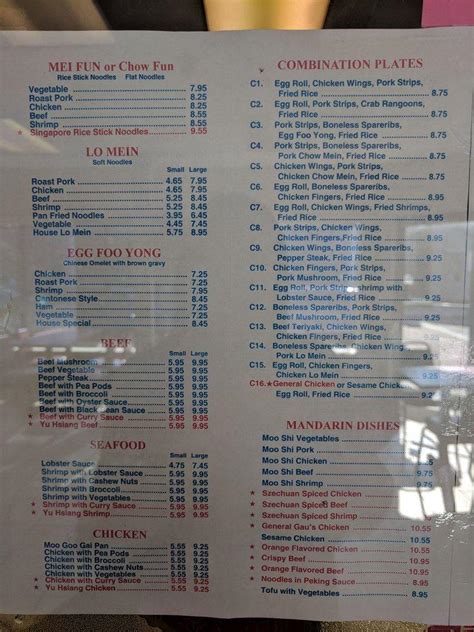 MEI FUN or Chow Fun
Rice Stick Noodles Flat Noodles
Vegetable 7.95
Roast Pork 8.25
Chicken 8.25
Beef 8.25
Shrimp 8.25
★ Singapore Rice Stick Noodles 9.55
LO MEIN
Soft Noodles
Small Large
Roast Pork 4.65 7.95
Chicken 4.65 7.95
Beef 5.25 8.45
Shrimp 5.25 8.45
Pan Fried Noodles 3.95 6.45
Vegetable 4.45 7.45
House Lo Mein 5.75 8.95
EGG FOO YONG
Chinese Omelet with brown gravy
Chicken 7.25
Roast Pork 7.25
Shrimp 7.95
Cantonese Style 8.45
Ham 7.25
Vegetable 7.25
House Special 8.45
BEEF
Small Large
Beef Mushroom 5.95 9.95
Beef Vegetable 5.95 9.95
Pepper Steak 5.95 9.95
Beef with Pea Pods 5.95 9.95
Beef with Broccoli 5.95 9.95
Beef with Oyster Sauce 5.95 9.95
Beef with Black Bean Sauce 5.95 9.95
★ Beef with Curry Sauce 5.95 9.95
★ Yu Hsiang Beef 5.95 9.95
SEAFOOD
Small Large
Lobster Sauce 4.75 7.45
Shrimp with Lobster Sauce 5.95 9.95
Shrimp with Cashew Nuts 5.95 9.95
Shrimp with Broccoli 5.95 9.95
Shrimp with Vegetables 5.95 9.95
★ Shrimp with Curry Sauce 5.95 9.95
★ Yu Hsiang Shrimp 5.95 9.95
CHICKEN
Small Large
Moo Goo Gai Pan 5.55 9.25
Chicken with Pea Pods 5.55 9.25
Chicken with Broccoli 5.55 9.25
Chicken with Cashew Nuts 5.55 9.25
Chicken with Vegetables 5.55 9.25
★ Chicken with Curry Sauce 5.55 9.25
★ Yu Hsiang Chicken 5.55 9.25
COMBINATION PLATES
C1. Egg Roll, Chicken Wings, Pork Strips,
Fried Rice 8.75
C2. Egg Roll, Pork Strips, Crab Rangoons,
Fried Rice 8.75
C3. Pork Strips, Boneless Spareribs,
Egg Foo Yong, Fried Rice 8.75
C4. Pork Strips, Boneless Spareribs,
Pork Chow Mein, Fried Rice 8.75
C5. Chicken Wings, Pork Strips,
Chicken Chow Mein, Fried Rice 8.75
C6. Egg Roll, Boneless Spareribs,
Chicken Fingers, Fried Rice 8.95
C7. Egg Roll, Chicken Wings, Fried Shrimps,
Fried Rice 8.95
C8. Pork Strips, Chicken Wings,
Chicken Fingers,Fried Rice 8.95
C9. Chicken Wings, Boneless Spareribs,
Pepper Steak, Fried Rice 9.25
C10. Chicken Fingers, Pork Strips,
Pork Mushroom, Fried Rice 9.25
C11. Egg Roll, Pork Strips, Shrimp with
Lobster Sauce, Fried Rice 9.25
C12. Boneless Spareribs, Pork Strips,
Beef Mushroom, Fried Rice 9.25
C13. Beef Teriyaki, Chicken Wings,
Chicken Fingers, Fried Rice 9.25
C14. Boneless Spareribs, Chicken Wings,
Pork Lo Mein 9.25
C15. Egg Roll, Chicken Fingers,
Chicken Lo Mein 9.25
C16.★ General Chicken or Sesame Chicken
Egg Roll, Fried Rice 9.25
MANDARIN DISHES
Moo Shi Vegetables
Moo Shi Pork
Moo Shi Chicken
Moo Shi Beef
Moo Shi Shrimp
★ Szechuan Spiced Chicken
★ Szechuan Spiced Beef
★ Szechuan Spiced Shrimp
★ General Gau's Chicken 10.55
Sesame Chicken 10.55
★ Orange Flavored Chicken 10.55
★ Crispy Beef 10.95
★ Noodles in Peking Sauce 8.95
Tofu with Vegetables 8.95